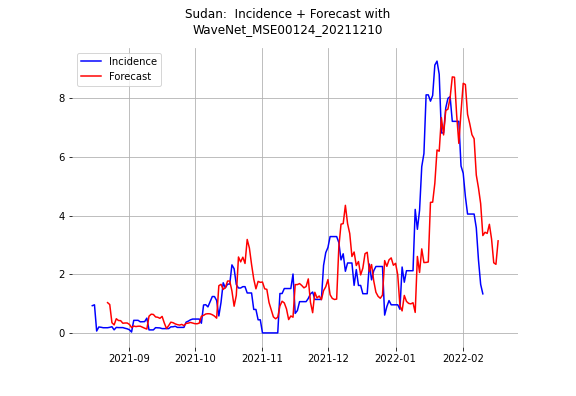 Sudan:  Incidence + Forecast with
WaveNet_MSE00124_20211210
Incidence
Forecast
8
6
4
2
0
2021-09
2021-10
2021-11
2021-12
2022-01
2022-02